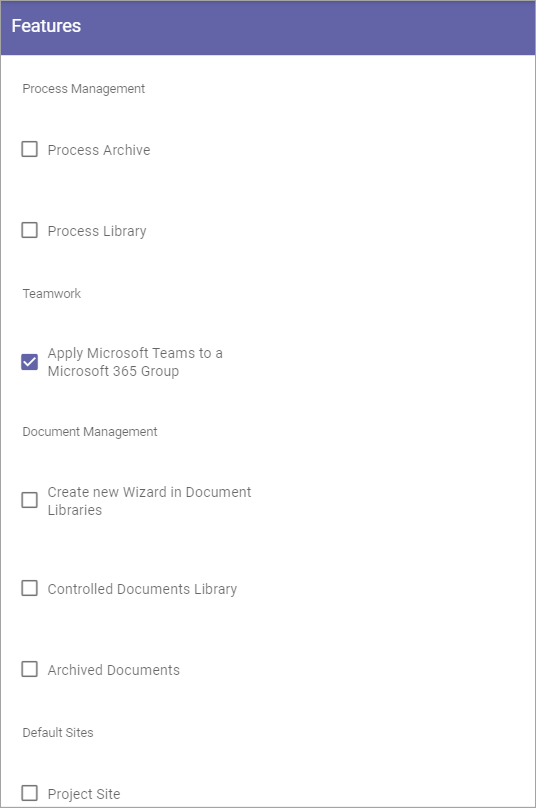 Features
Process Management
Process Archive
Process Library
Teamwork
Apply Microsoft Teams to a
Microsoft 365 Group
Document Management
Create new Wizard in Document
Libraries
Controlled Documents Library
Archived Documents
Default Sites
Project Site